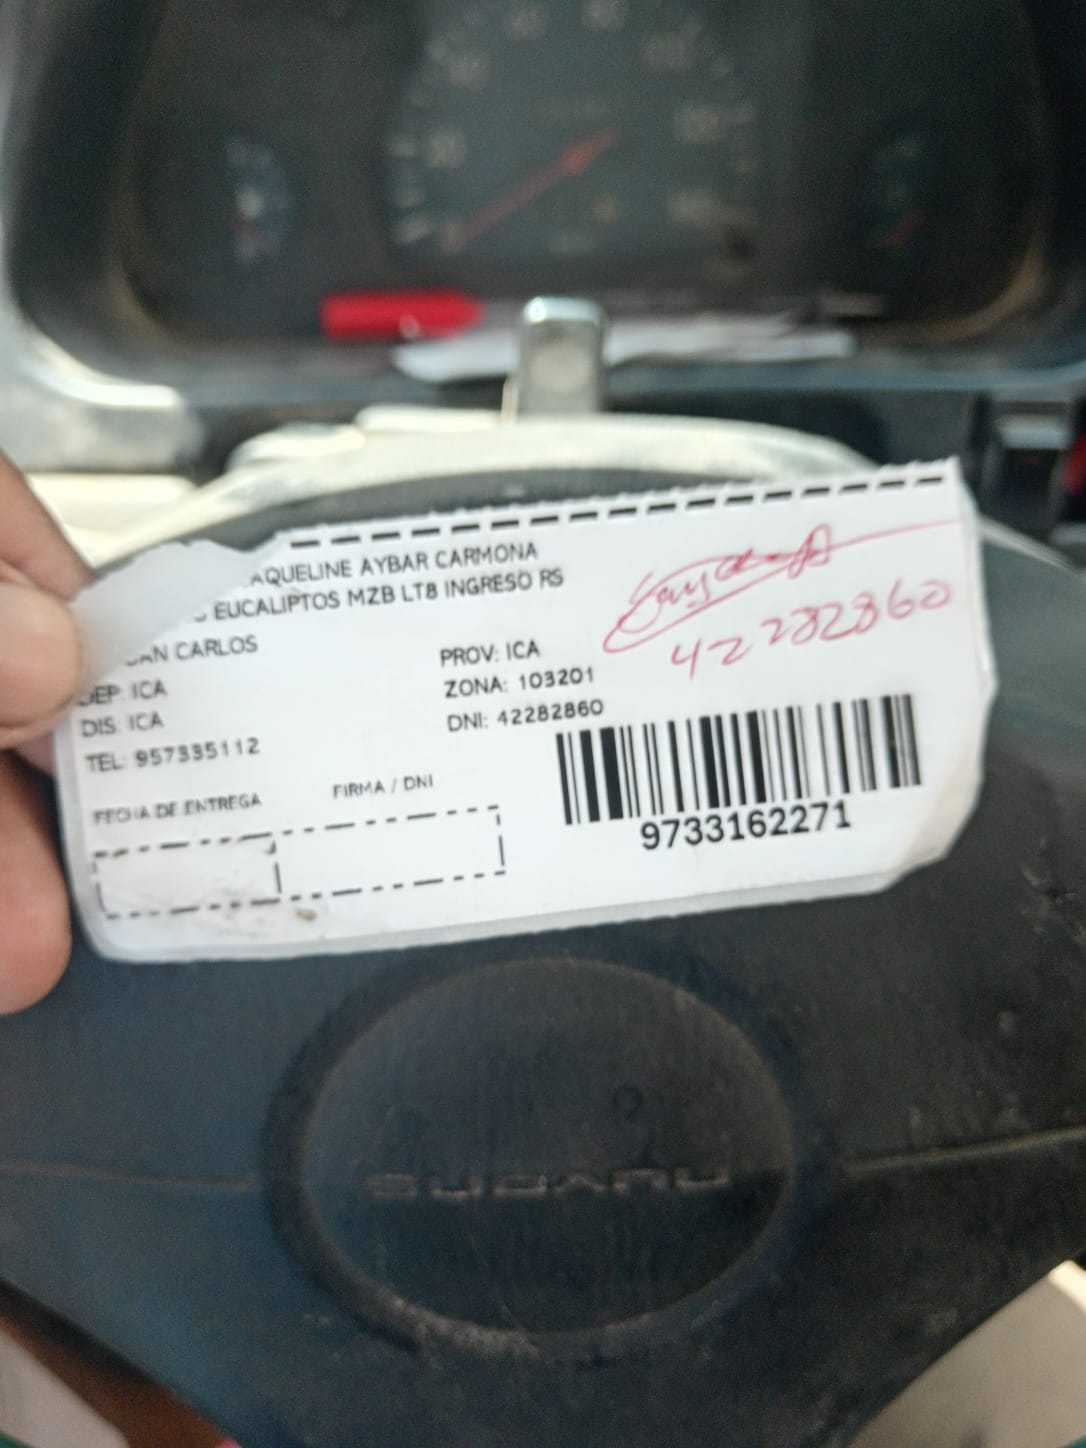 AQUELINE AYBAR CARMONA
EUCALIPTOS MZB LT8 INGRESO RS
SAN CARLOS
DEP: ICA
PROV: ICA
DIS: ICA
ZONA: 103201
TEL: 957335112
DNI: 42282860
42282860
FECHA DE ENTREGA
FIRMA / DNI
9733162271
SUBARU